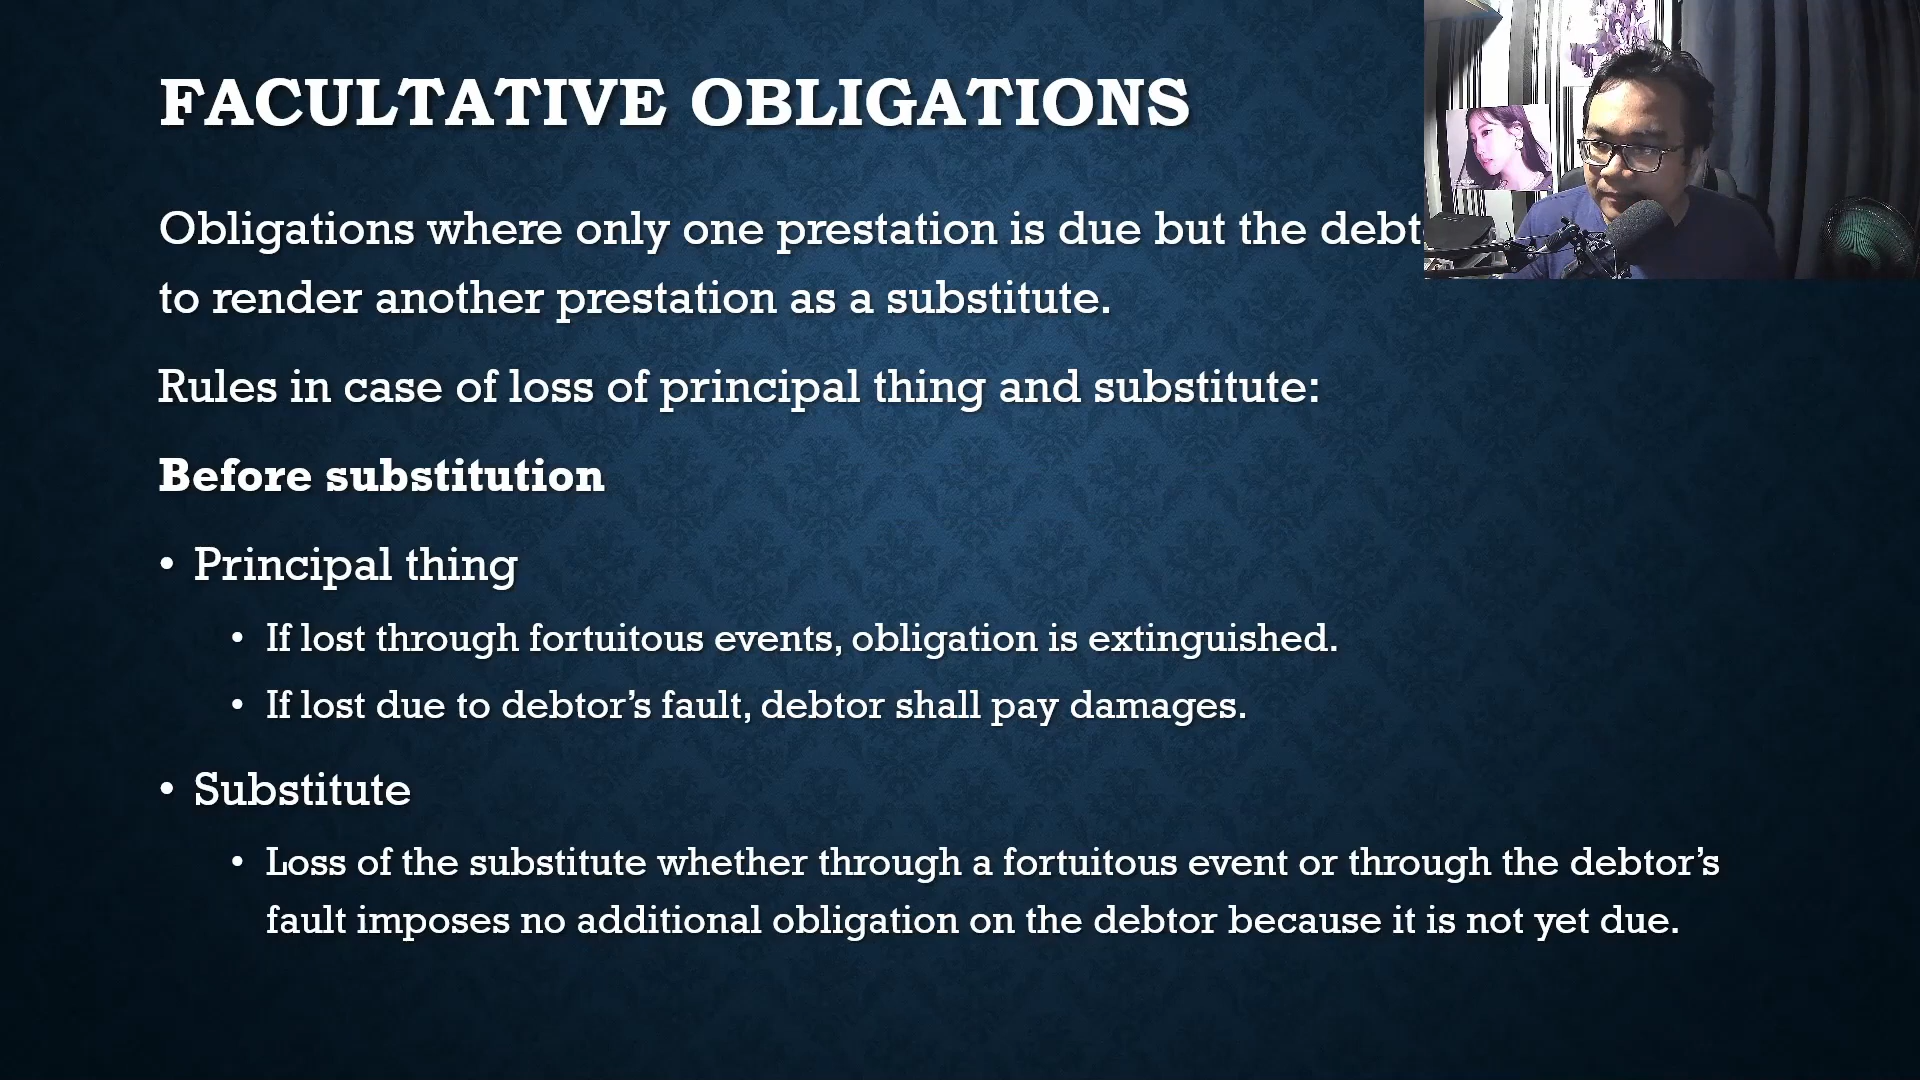 FACULTATIVE OBLIGATIONS
Obligations where only one prestation is due but the
to render another prestation as a substitute.
Rules in case of loss of principal thing and substitute:
Before substitution
• Principal thing
• If lost through fortuitous events, obligation is extinguished.
• If lost due to debtor’s fault, debtor shall pay damages.
• Substitute
• Loss of the substitute whether through a fortuitous event or through the debtor’s
fault imposes no additional obligation on the debtor because it is not yet due.